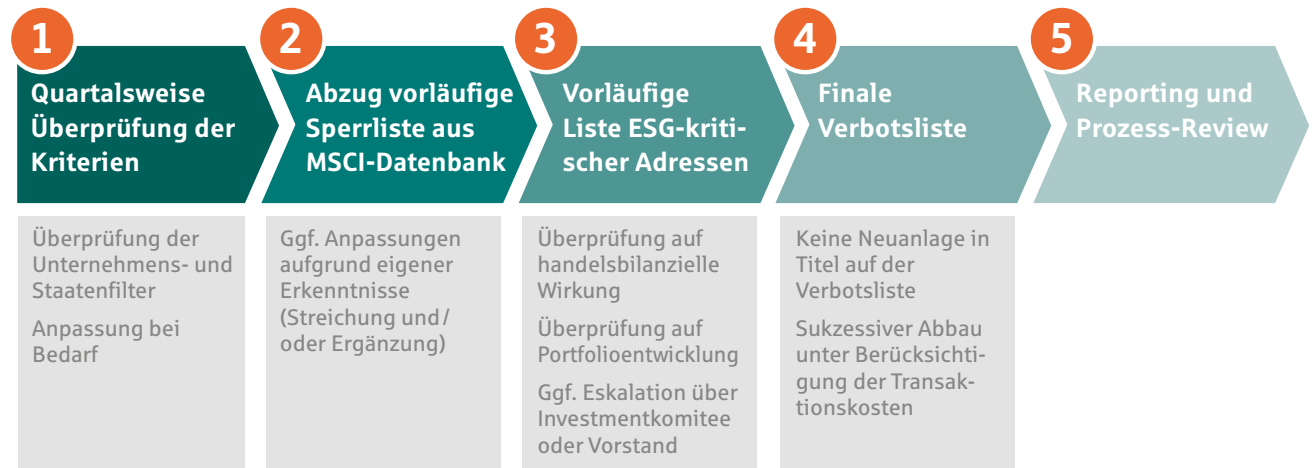 1
Quartalsweise
Überprüfung der
Kriterien
Überprüfung der
Unternehmens- und
Staatenfilter
Anpassung bei
Bedarf
2
Abzug vorläufige
Sperrliste aus
MSCI-Datenbank
Ggf. Anpassungen
aufgrund eigener
Erkenntnisse
(Streichung und/
oder Ergänzung)
3
Vorläufige
Liste ESG-kriti-
scher Adressen
Überprüfung auf
handelsbilanzielle
Wirkung
Überprüfung auf
Portfolioentwicklung
Ggf. Eskalation über
Investmentkomitee
oder Vorstand
4
Finale
Verbotsliste
Keine Neuanlage in
Titel auf der
Verbotsliste
Sukzessiver Abbau
unter Berücksichti-
gung der Transak-
tionskosten
5
Reporting und
Prozess-Review